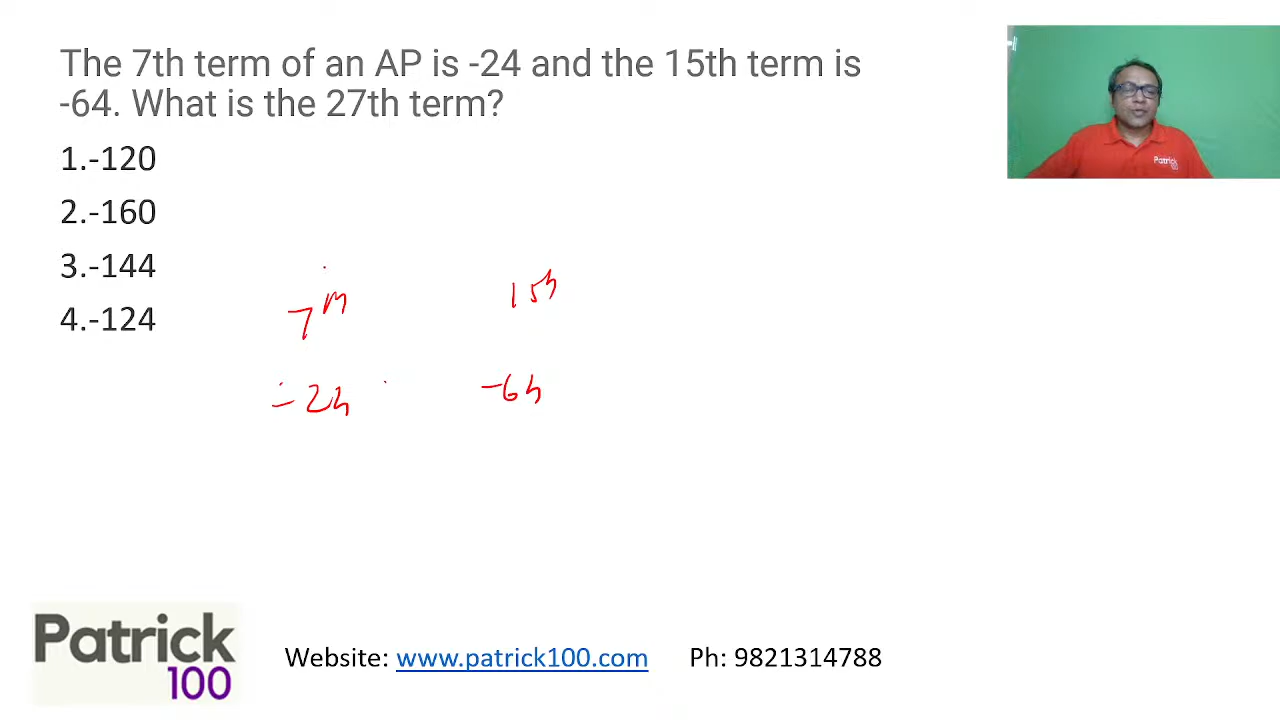 The 7th term of an AP is -24 and the 15th term is
-64. What is the 27th term?
1.-120
2.-160
3.-144
4.-124
7th 15th
-24 -64
Patrick
100
Patrick
100
Website: www.patrick100.com Ph: 9821314788